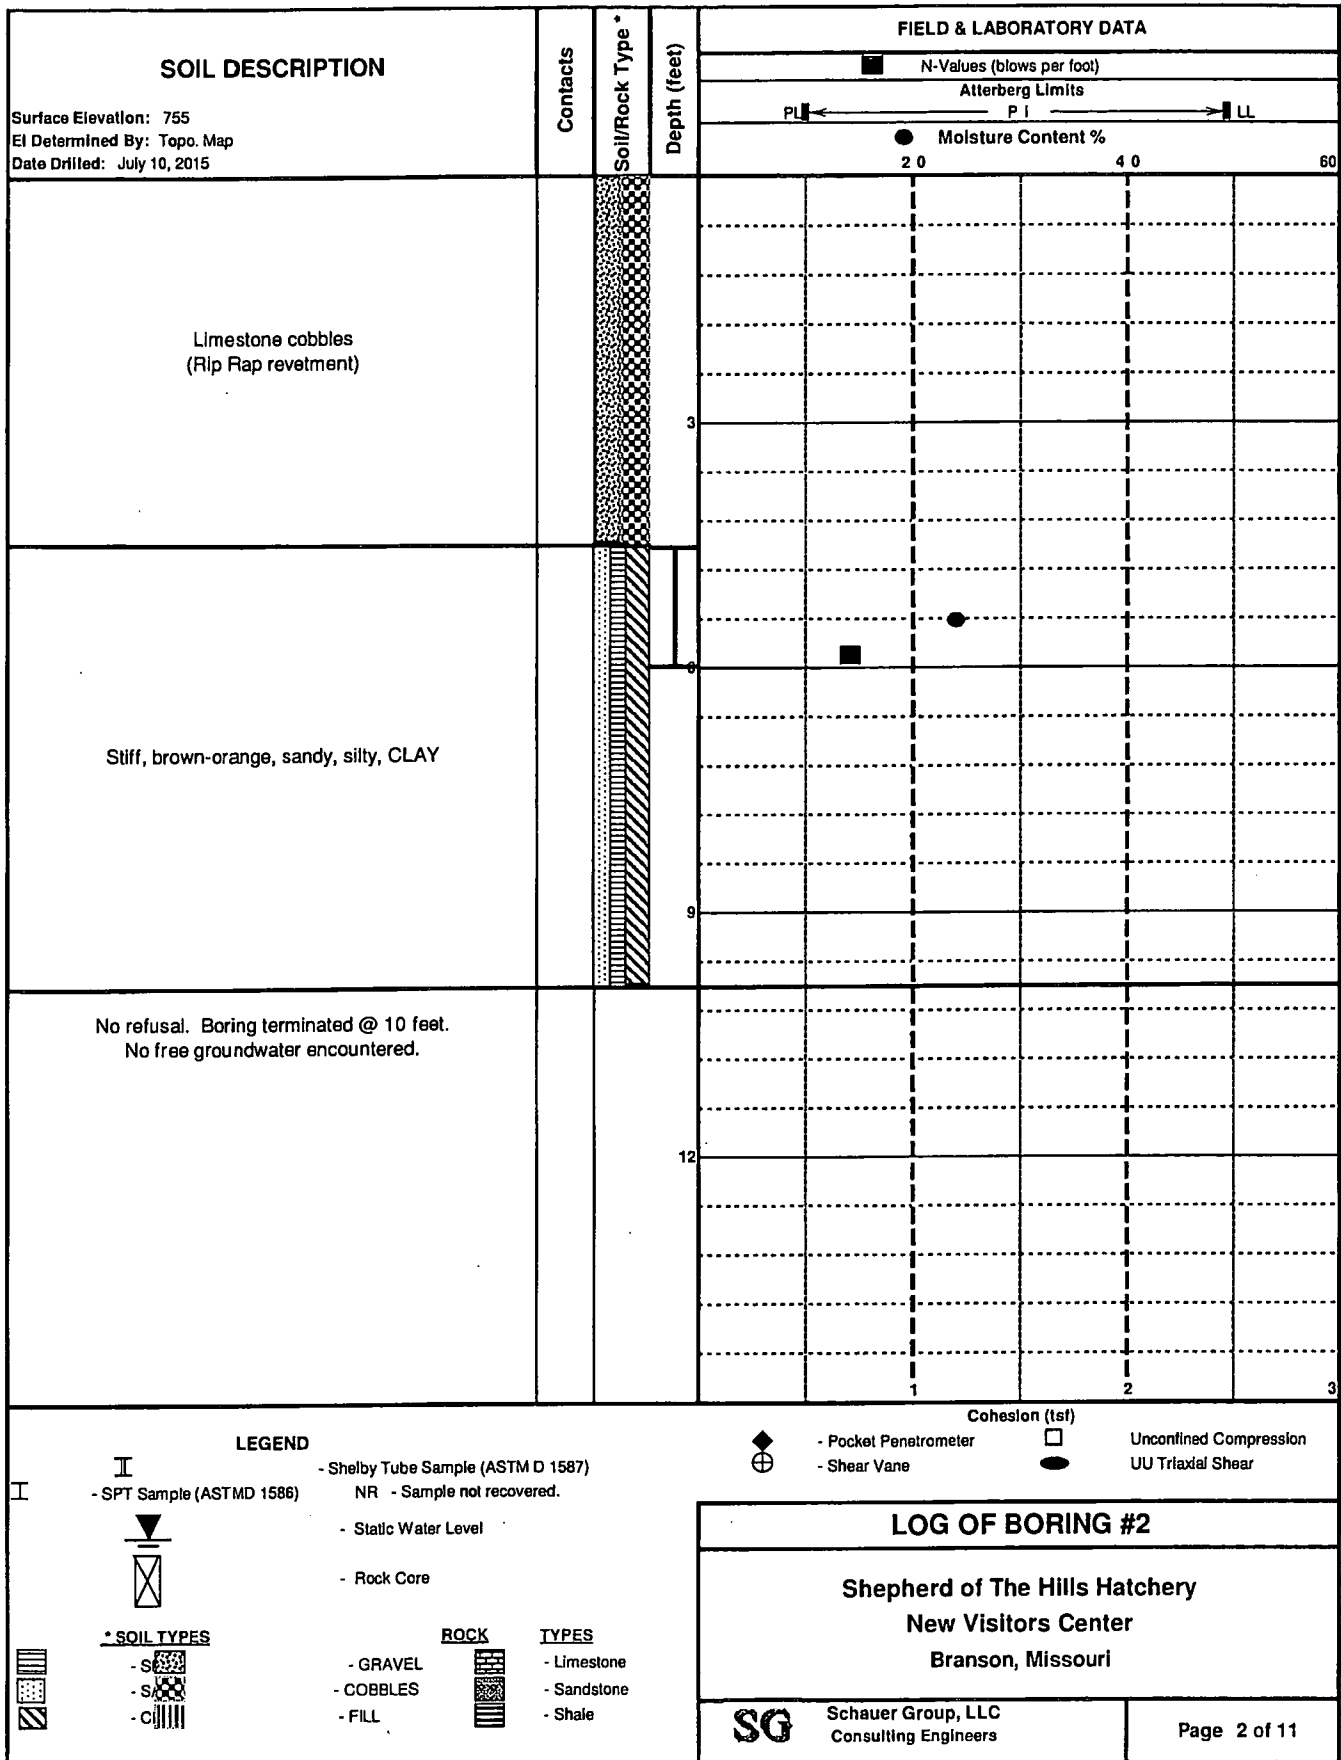 SOIL DESCRIPTION
Surface Elevation: 755
El Determined By: Topo. Map
Date Drilled: July 10, 2015
Contacts
Soil/Rock Type *
Depth (feet)
FIELD & LABORATORY DATA
N-Values (blows per foot)
Atterberg Limits
PL P I LL
Moisture Content %
20 40 60
Limestone cobbles
(Rip Rap revetment)
3
Stiff, brown-orange, sandy, silty, CLAY
6
9
No refusal. Boring terminated @ 10 feet.
No free groundwater encountered.
12
1 2 3
Cohesion (tsf)
- Pocket Penetrometer Unconfined Compression
- Shear Vane UU Triaxial Shear
LEGEND
- Shelby Tube Sample (ASTM D 1587)
- SPT Sample (ASTMD 1586) NR - Sample not recovered.
- Static Water Level
- Rock Core
* SOIL TYPES ROCK TYPES
- GRAVEL - Limestone
- COBBLES - Sandstone
- FILL - Shale
LOG OF BORING #2
Shepherd of The Hills Hatchery
New Visitors Center
Branson, Missouri
SG Schauer Group, LLC
Consulting Engineers
Page 2 of 11